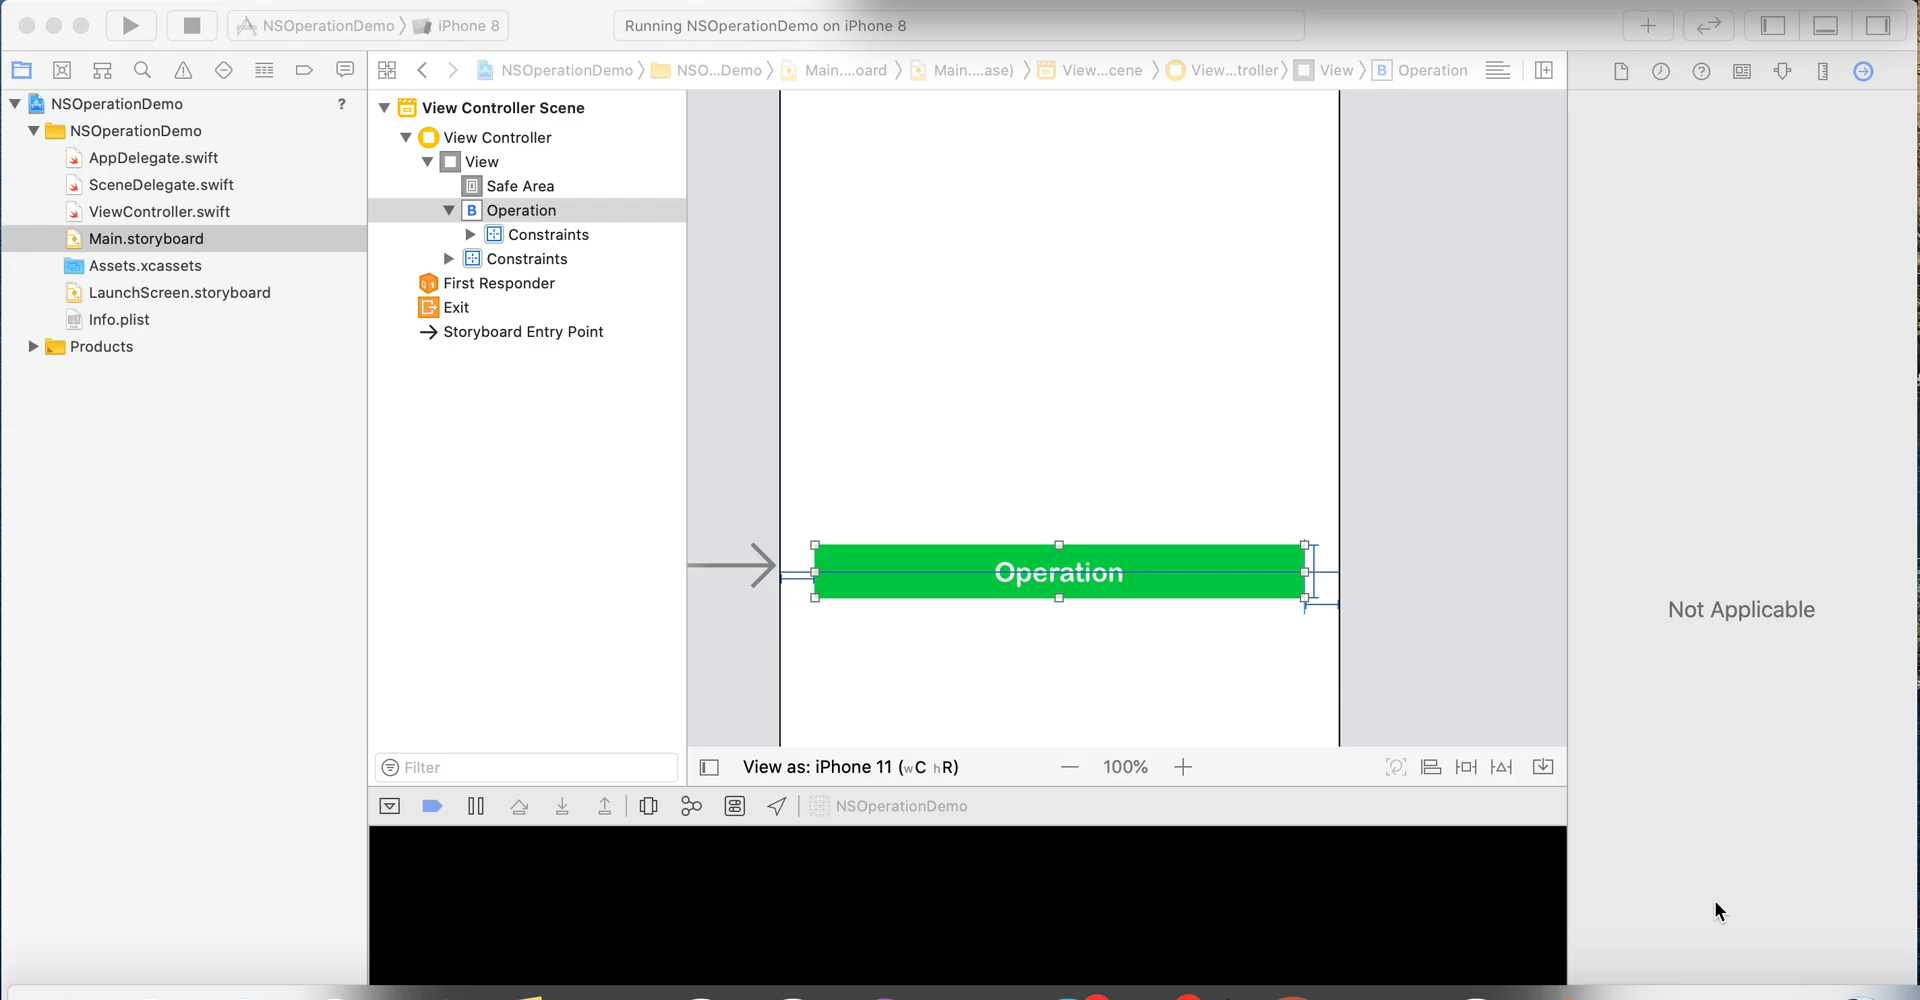 NSOperationDemo
iPhone 8
Running NSOperationDemo on iPhone 8
NSOperationDemo
NSO...Demo
Main....oard
Main....ase)
View...cene
View...troller
View
B
Operation
NSOperationDemo
?
NSOperationDemo
AppDelegate.swift
SceneDelegate.swift
ViewController.swift
Main.storyboard
Assets.xcassets
LaunchScreen.storyboard
Info.plist
Products
View Controller Scene
View Controller
View
Safe Area
B Operation
Constraints
Constraints
First Responder
Exit
Storyboard Entry Point
Operation
Not Applicable
Filter
View as: iPhone 11 (wC hR)
100%
NSOperationDemo